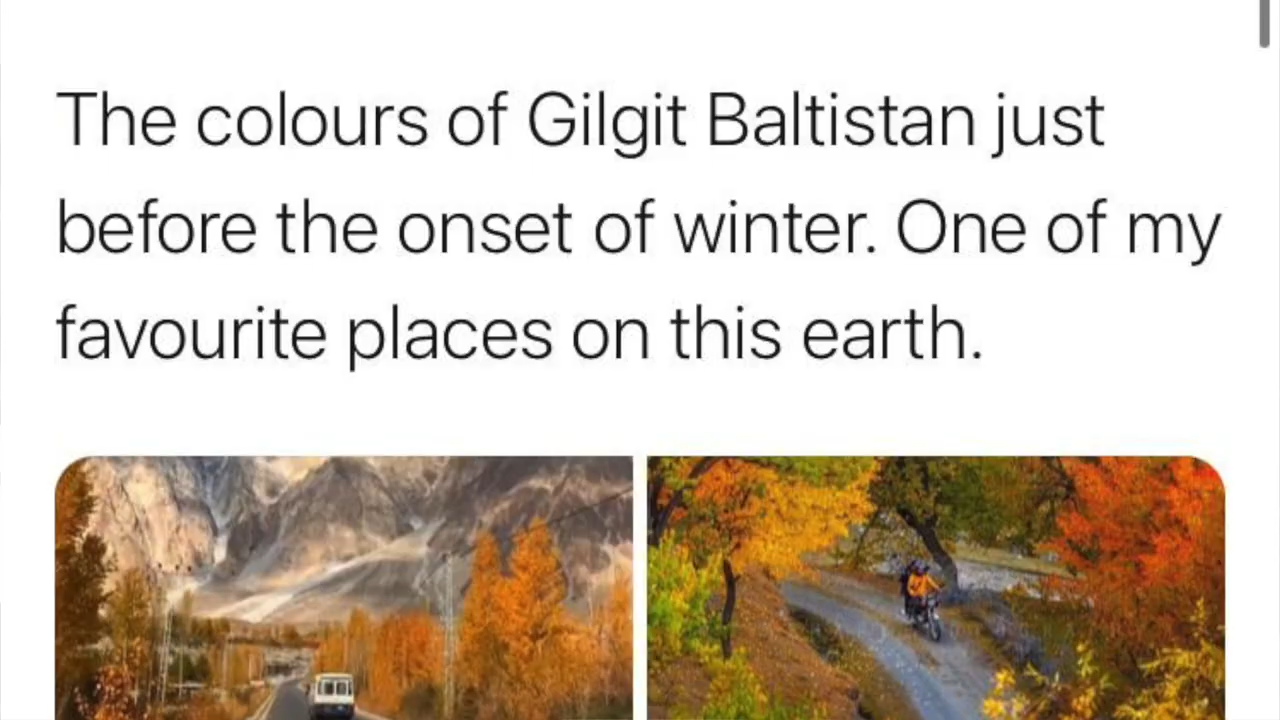 The colours of Gilgit Baltistan just
before the onset of winter. One of my
favourite places on this earth.